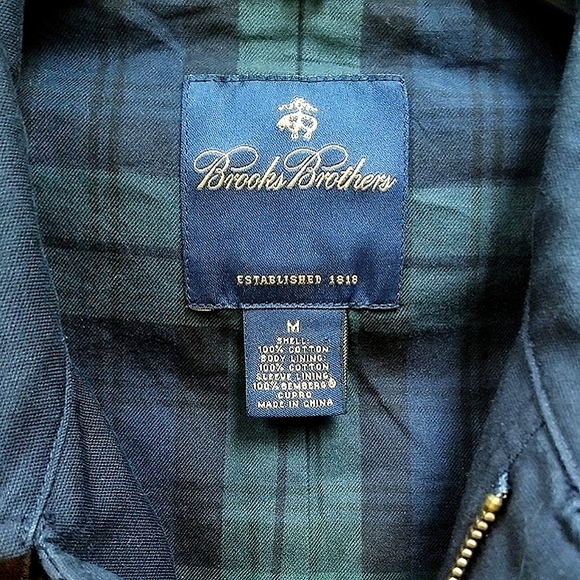 Brooks Brothers
ESTABLISHED 1818
M
SHELL:
100% COTTON
BODY LINING:
100% COTTON
SLEEVE LINING
100% BEMBERG®
CUPRO
MADE IN CHINA